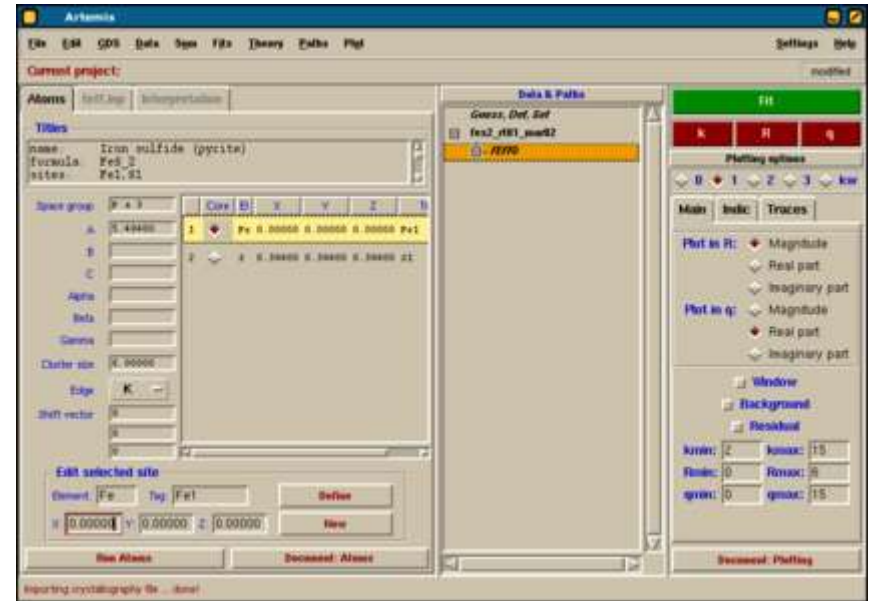 Artemis
File Edit GDS Data Sum Fits Theory Paths Plot Settings Help
Current project: modified
Atoms feff.inp Interpretation
Titles
name: Iron sulfide (pyrite)
formula: FeS_2
sites: Fe1,S1
Space group P a 3
A 5.40400
B
C
Alpha
Beta
Gamma
Cluster size 6.00000
Edge K
Shift vector 0
0
0
Core El X Y Z
1 Fe 0.00000 0.00000 0.00000 Fe1
2 S 0.38400 0.38400 0.38400 S1
Edit selected site
Element: Fe Tag: Fe1 Define
X: 0.00000 Y: 0.00000 Z: 0.00000 New
Run Atoms Document: Atoms
Importing crystallography file ... done!
Data & Paths
Guess, Def, Set
fes2_rt01_mar02
FEFF0
Fit
k R q
Plotting options
0 1 2 3 kw
Main Indic Traces
Plot in R: Magnitude
Real part
Imaginary part
Plot in q: Magnitude
Real part
Imaginary part
Window
Background
Residual
kmin: 2 kmax: 15
Rmin: 0 Rmax: 6
qmin: 0 qmax: 15
Document: Plotting